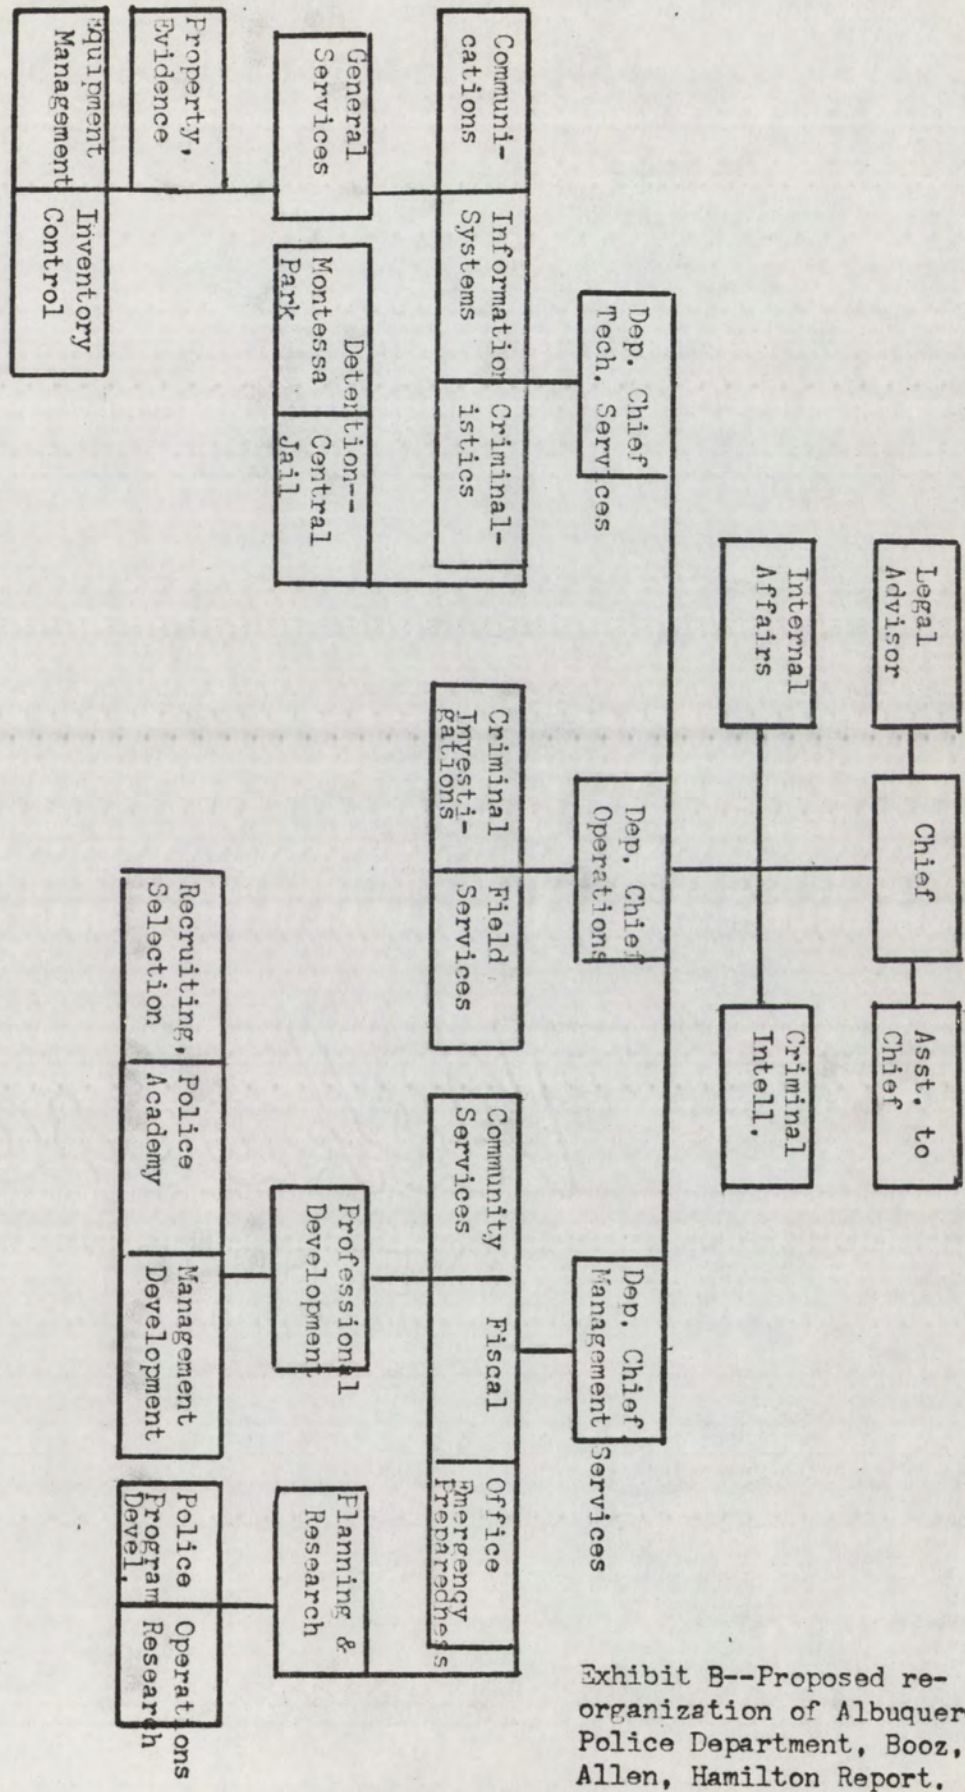 Legal
Advisor
Chief
Asst. to
Chief
Internal
Affairs
Criminal
Intell.
Dep. Chief
Tech. Services
Dep. Chief
Operations
Dep. Chief
Management Services
Communi-
cations
Information
Systems
Criminal-
istics
Criminal
Investi-
gations
Field
Services
Community
Services
Fiscal
Office
Emergency
Preparedness
General
Services
Detention--
Montessa
Park
Central
Jail
Professional
Development
Planning &
Research
Property,
Evidence
Recruiting,
Selection
Police
Academy
Management
Development
Police
Program
Devel.
Operations
Research
Equipment
Management
Inventory
Control
Exhibit B--Proposed re-
organization of Albuquer
Police Department, Booz,
Allen, Hamilton Report.